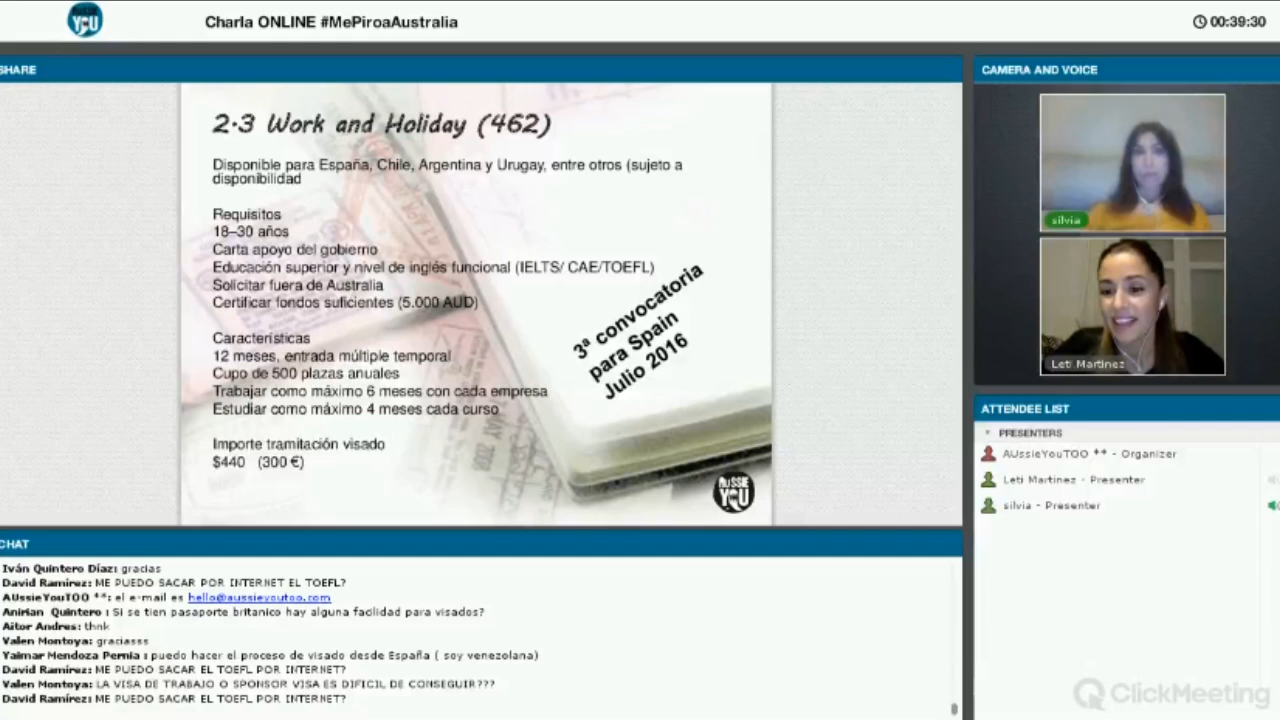 AUSSIE
YOU
Charla ONLINE #MePiroaAustralia
00:39:30
SHARE
CAMERA AND VOICE
2.3 Work and Holiday (462)
Disponible para España, Chile, Argentina y Urugay, entre otros (sujeto a
disponibilidad
Requisitos
18–30 años
Carta apoyo del gobierno
Educación superior y nivel de inglés funcional (IELTS/ CAE/TOEFL)
Solicitar fuera de Australia
Certificar fondos suficientes (5.000 AUD)
Características
12 meses, entrada múltiple temporal
Cupo de 500 plazas anuales
Trabajar como máximo 6 meses con cada empresa
Estudiar como máximo 4 meses cada curso
Importe tramitación visado
$440 (300 €)
3ª convocatoria
para Spain
Julio 2016
AUSSIE
YOU
silvia
Leti Martinez
ATTENDEE LIST
PRESENTERS
AUssieYouTOO ** - Organizer
Leti Martinez - Presenter
silvia - Presenter
CHAT
Iván Quintero Díaz: gracias
David Ramírez: ME PUEDO SACAR POR INTERNET EL TOEFL?
AUssieYouTOO **: el e-mail es hello@aussieyoutoo.com
Anirian Quintero : Si se tien pasaporte britanico hay alguna facilidad para visados?
Aitor Andres: thnk
Valen Montoya: graciasss
Yaimar Mendoza Pernia : puedo hacer el proceso de visado desde España ( soy venezolana)
David Ramírez: ME PUEDO SACAR EL TOEFL POR INTERNET?
Valen Montoya: LA VISA DE TRABAJO O SPONSOR VISA ES DIFICIL DE CONSEGUIR???
David Ramírez: ME PUEDO SACAR EL TOEFL POR INTERNET?
ClickMeeting